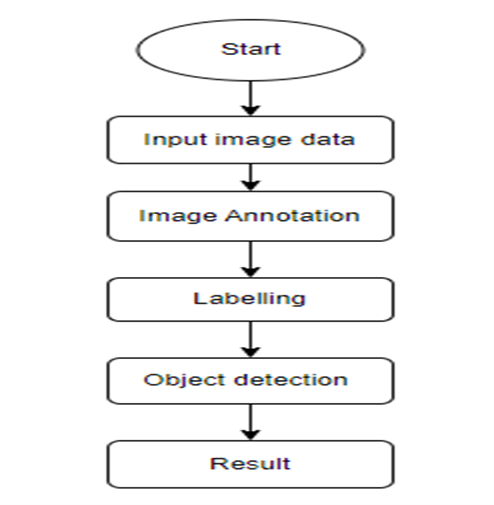 Start
Input image data
Image Annotation
Labelling
Object detection
Result